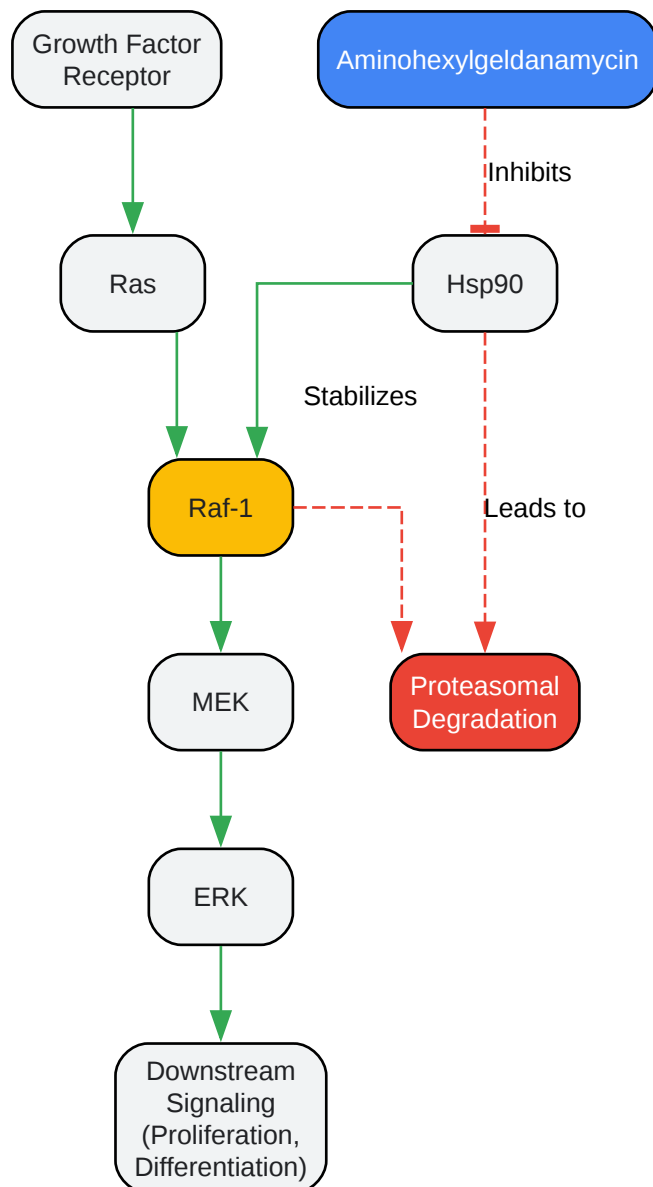 Growth Factor
Receptor
Aminohexylgeldanamycin
Inhibits
Ras
Hsp90
Stabilizes
Raf-1
Leads to
MEK
Proteasomal
Degradation
ERK
Downstream
Signaling
(Proliferation,
Differentiation)